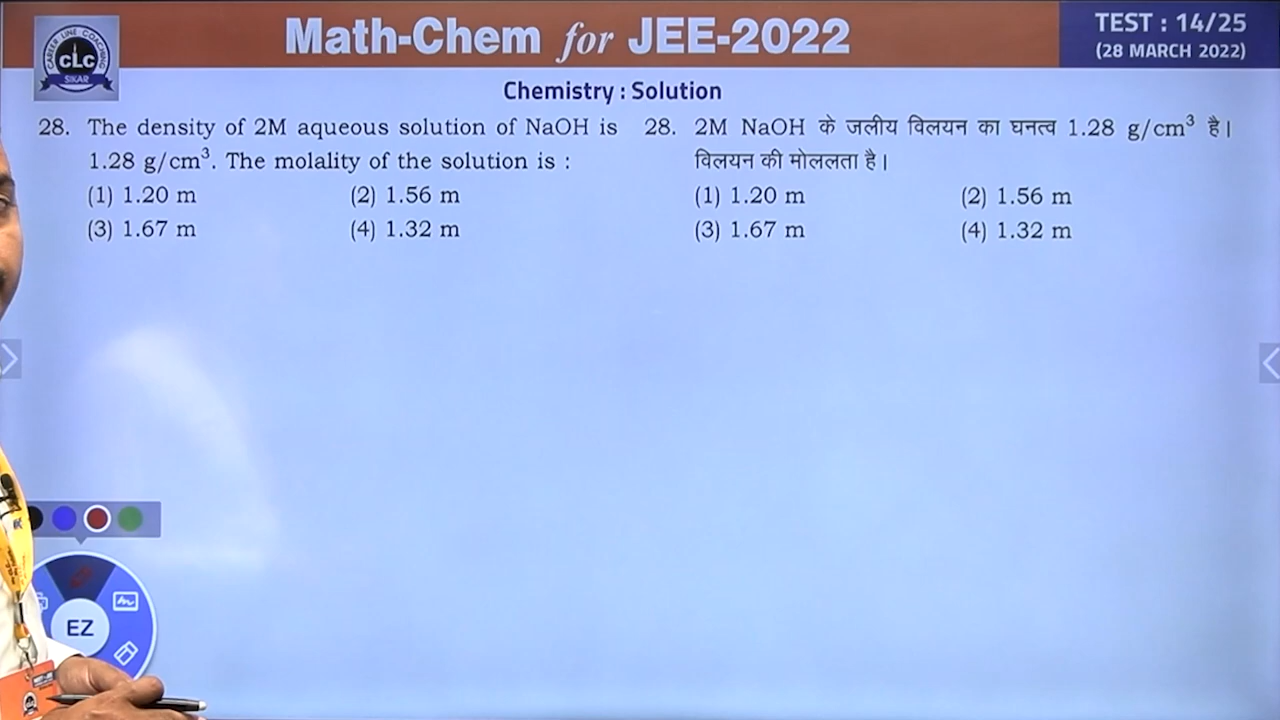 Math-Chem for JEE-2022
TEST : 14/25
(28 MARCH 2022)
CAREER LINE COACHING
CLC
SIKAR
Chemistry : Solution
28. The density of 2M aqueous solution of NaOH is
1.28 g/cm³. The molality of the solution is :
(1) 1.20 m (2) 1.56 m
(3) 1.67 m (4) 1.32 m
28. 2M NaOH के जलीय विलयन का घनत्व 1.28 g/cm³ है।
विलयन की मोललता है।
(1) 1.20 m (2) 1.56 m
(3) 1.67 m (4) 1.32 m
EZ